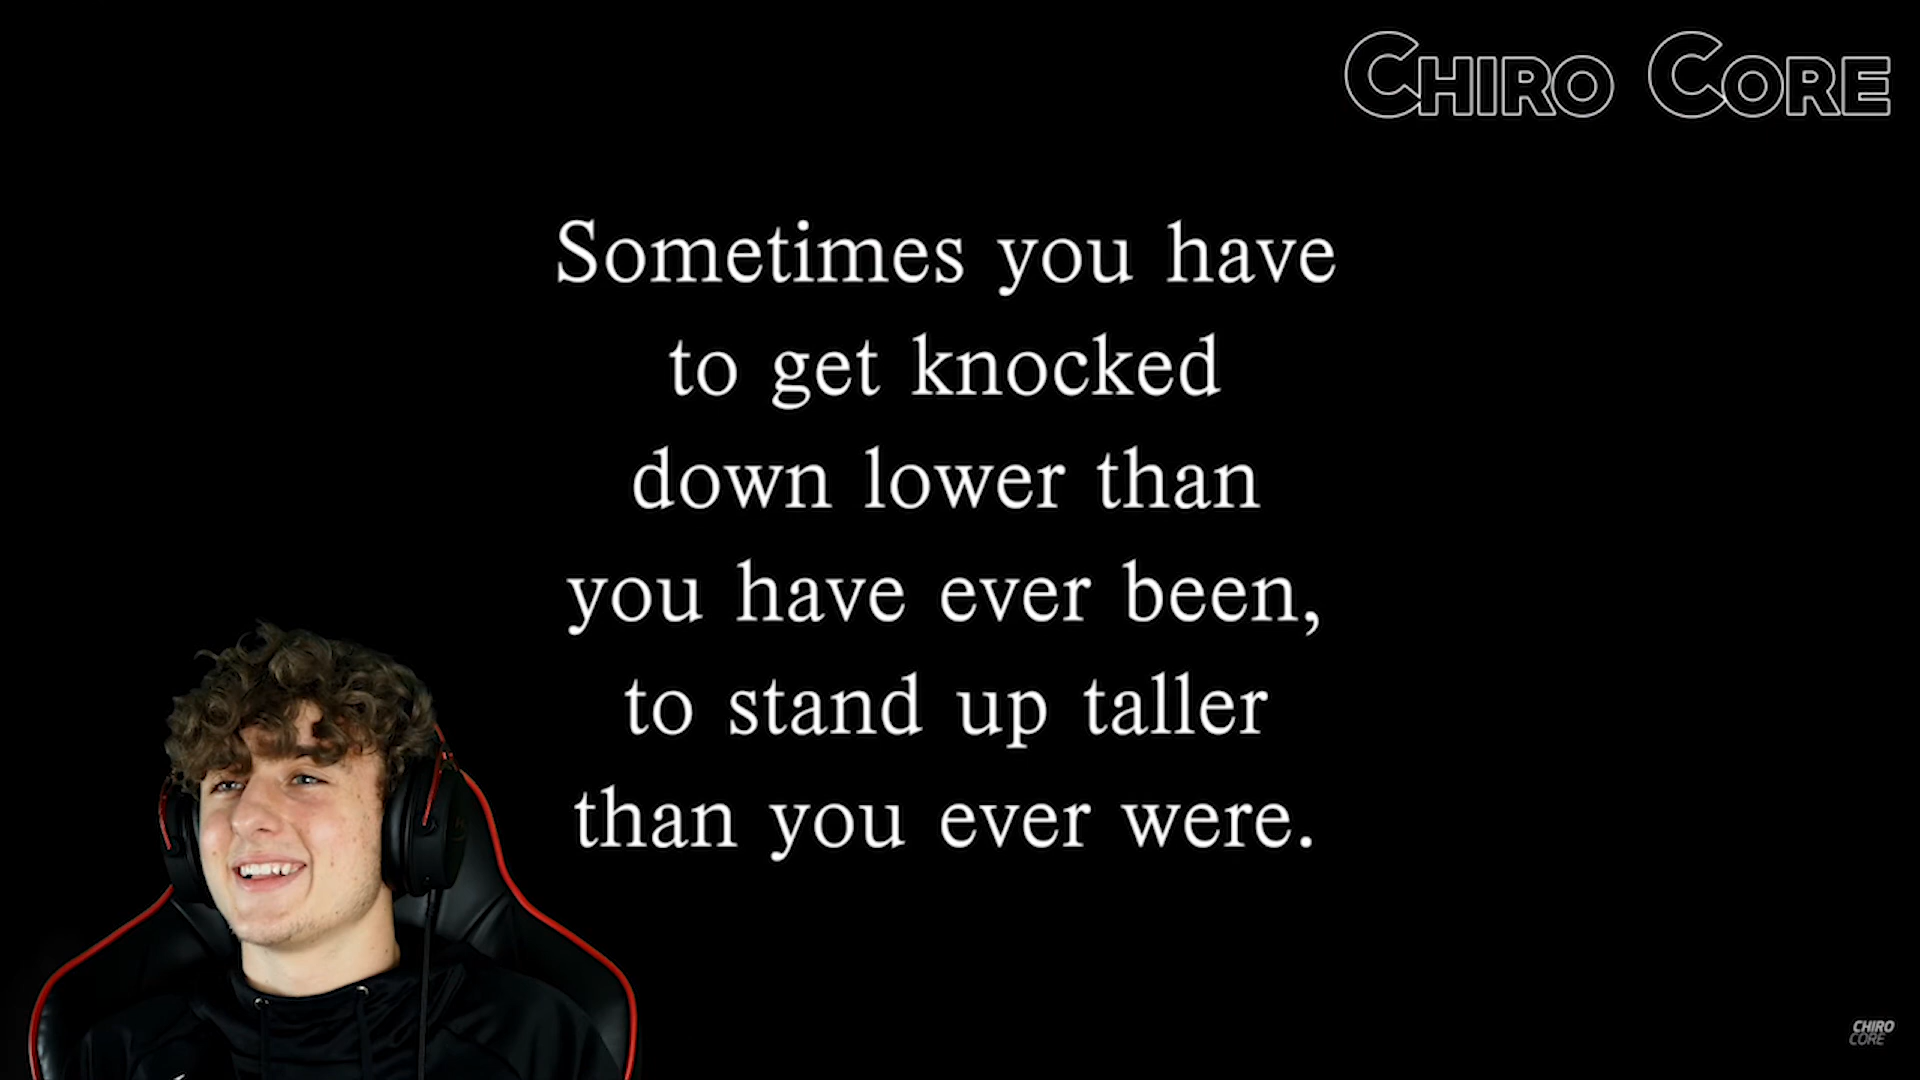 CHIRO CORE
Sometimes you have
to get knocked
down lower than
you have ever been,
to stand up taller
than you ever were.
CHIRO
CORE